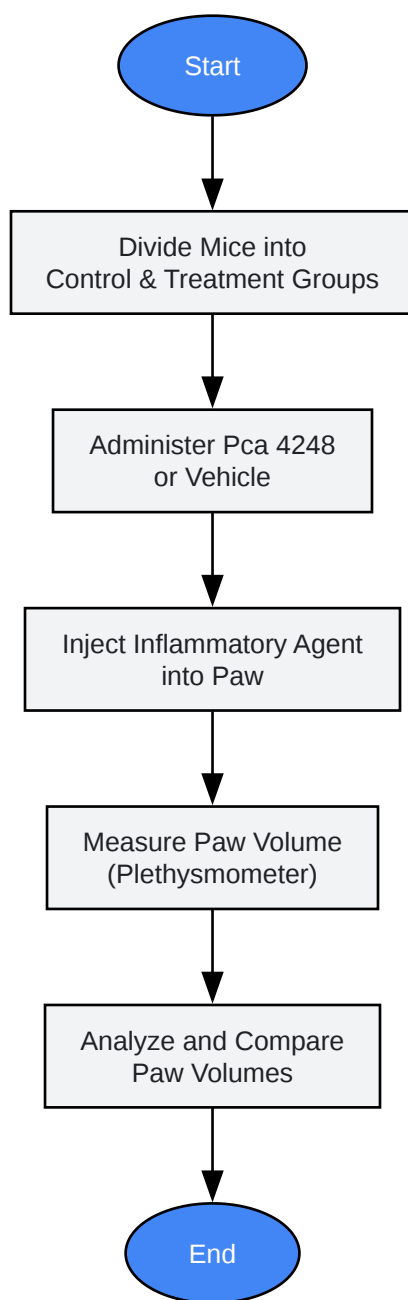 Start
Divide Mice into
Control & Treatment Groups
Administer Pca 4248
or Vehicle
Inject Inflammatory Agent
into Paw
Measure Paw Volume
(Plethysmometer)
Analyze and Compare
Paw Volumes
End